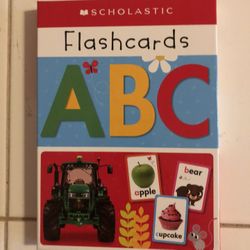 SCHOLASTIC
Flashcards
ABC
bear
apple
cupcake